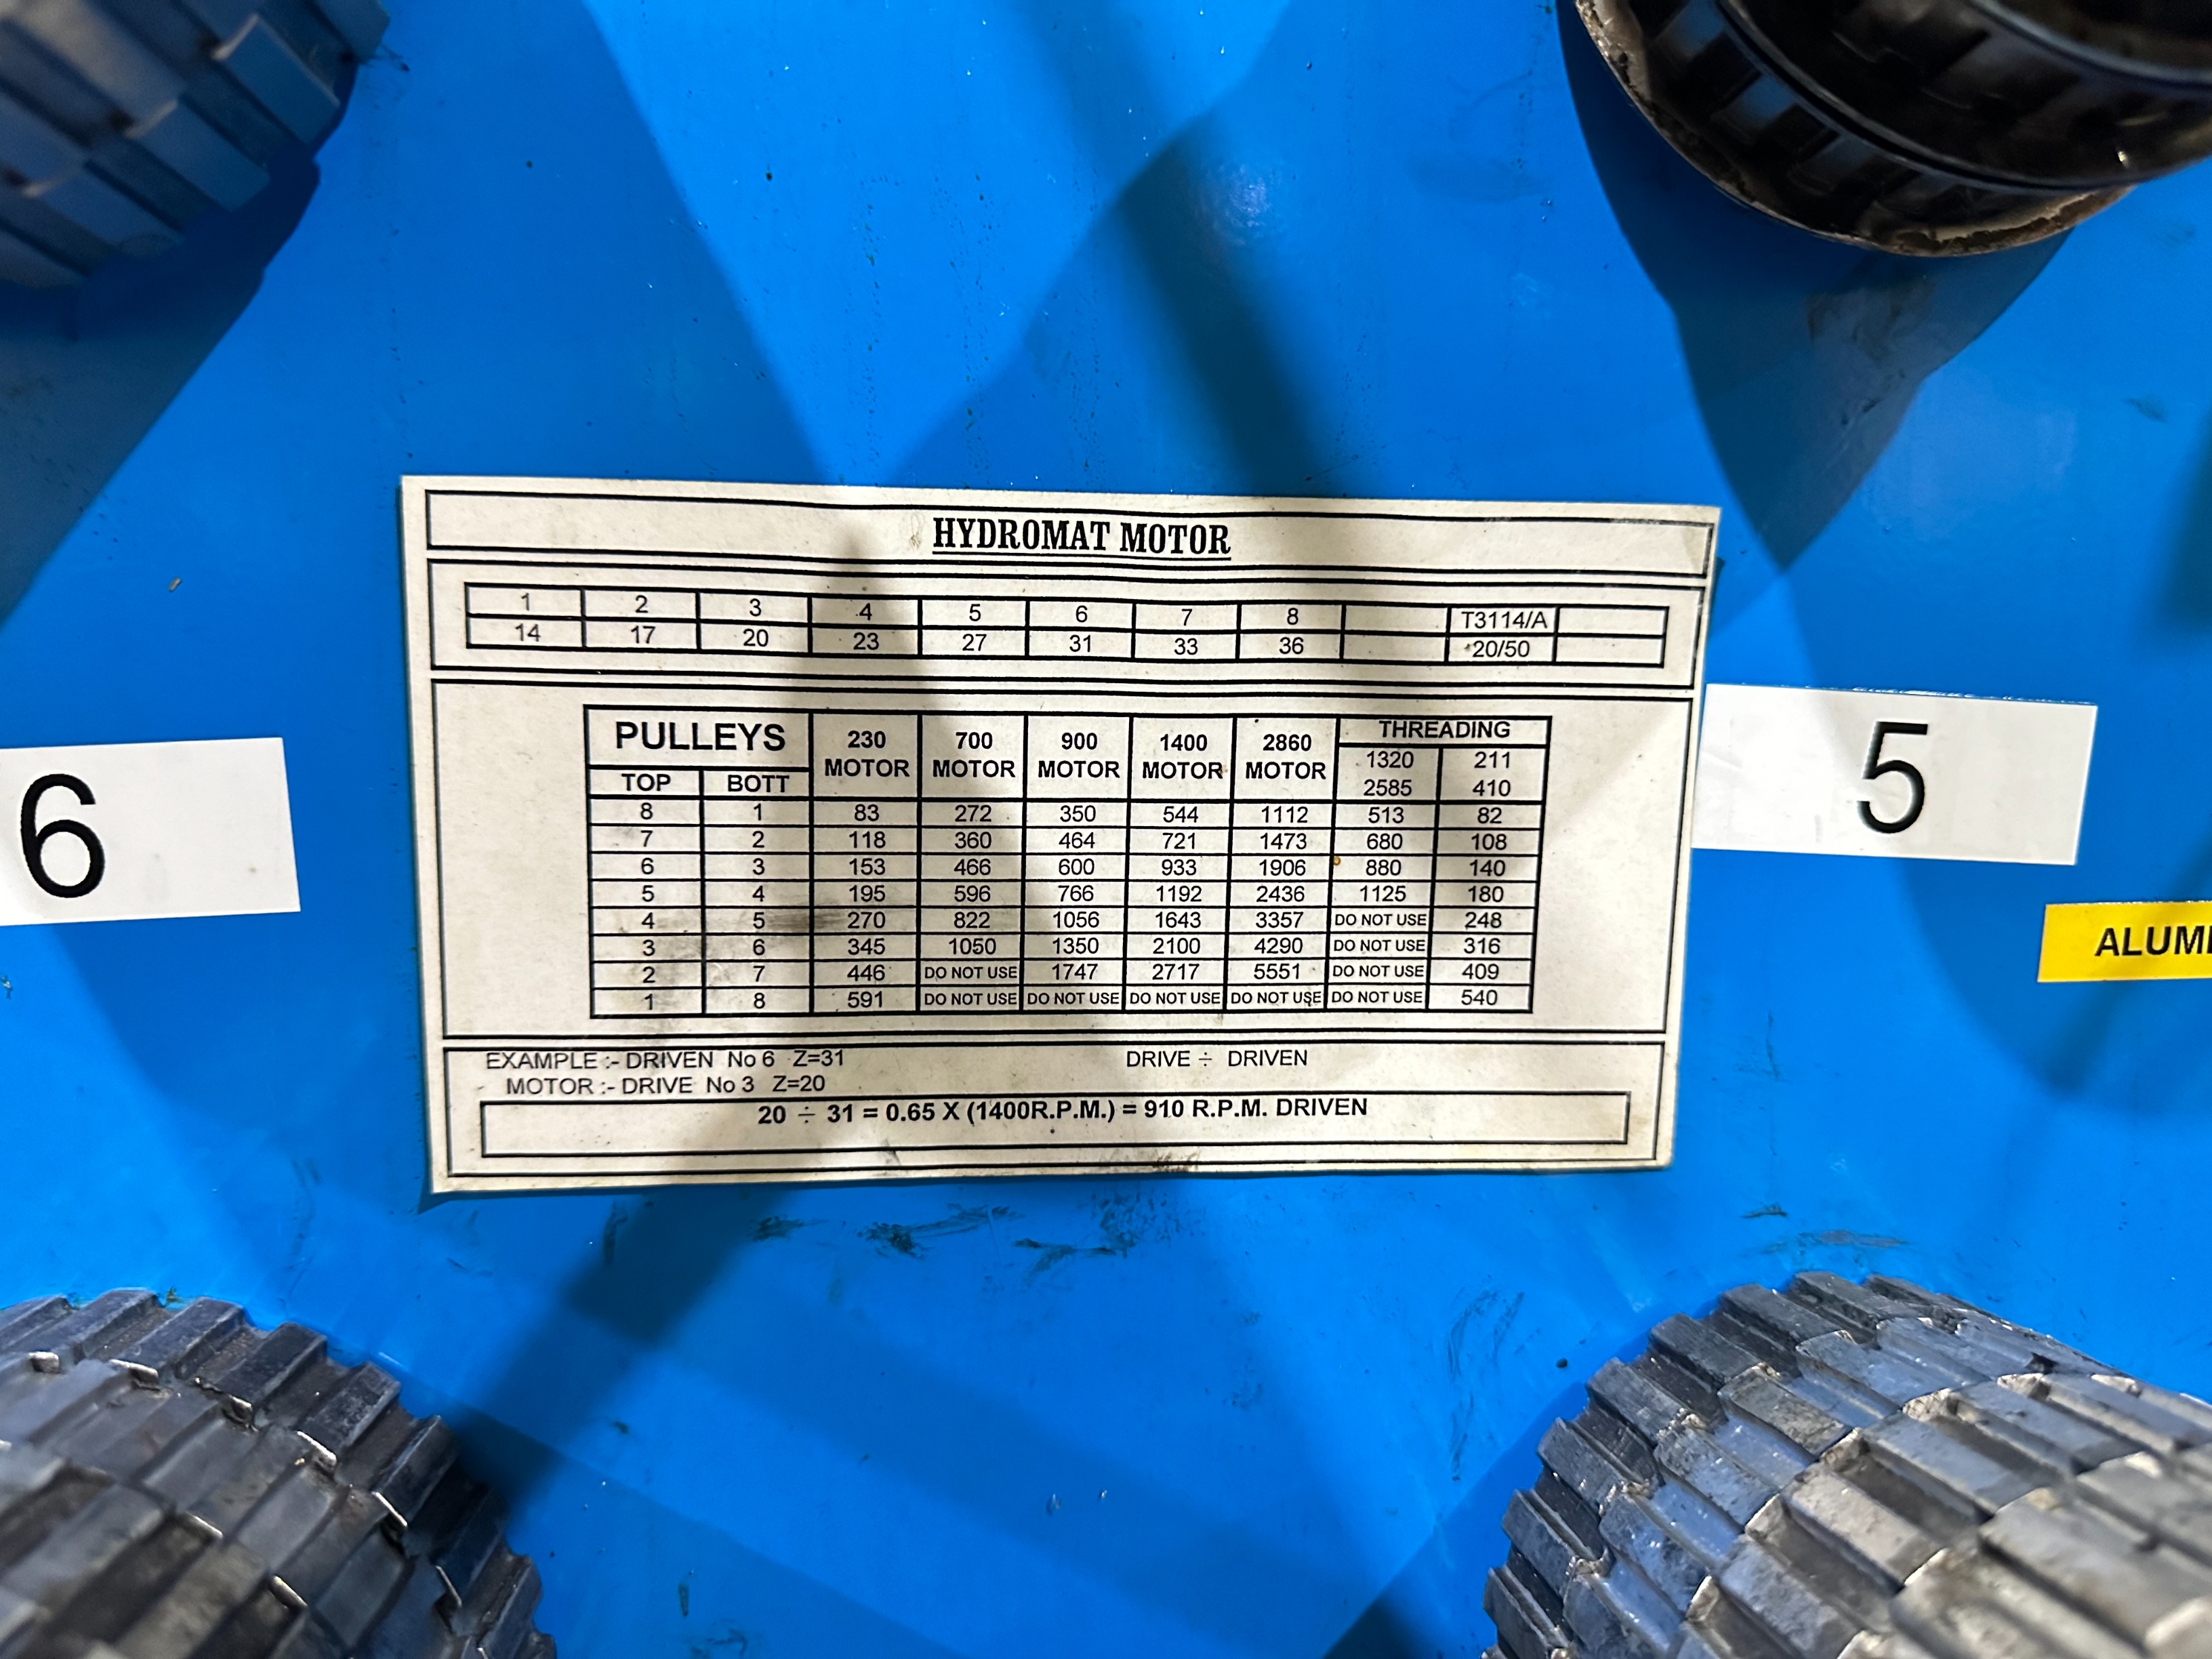 HYDROMAT MOTOR
1 2 3 4 5 6 7 8 T3114/A
14 17 20 23 27 31 33 36 20/50
PULLEYS 230 MOTOR 700 MOTOR 900 MOTOR 1400 MOTOR 2860 MOTOR THREADING
1320 211
TOP BOTT 2585 410
8 1 83 272 350 544 1112 513 82
7 2 118 360 464 721 1473 680 108
6 3 153 466 600 933 1906 880 140
5 4 195 596 766 1192 2436 1125 180
4 5 270 822 1056 1643 3357 DO NOT USE 248
3 6 345 1050 1350 2100 4290 DO NOT USE 316
2 7 446 DO NOT USE 1747 2717 5551 DO NOT USE 409
1 8 591 DO NOT USE DO NOT USE DO NOT USE DO NOT USE DO NOT USE 540
EXAMPLE :- DRIVEN No 6 Z=31 DRIVE ÷ DRIVEN
MOTOR :- DRIVE No 3 Z=20
20 ÷ 31 = 0.65 X (1400R.P.M.) = 910 R.P.M. DRIVEN
6
5